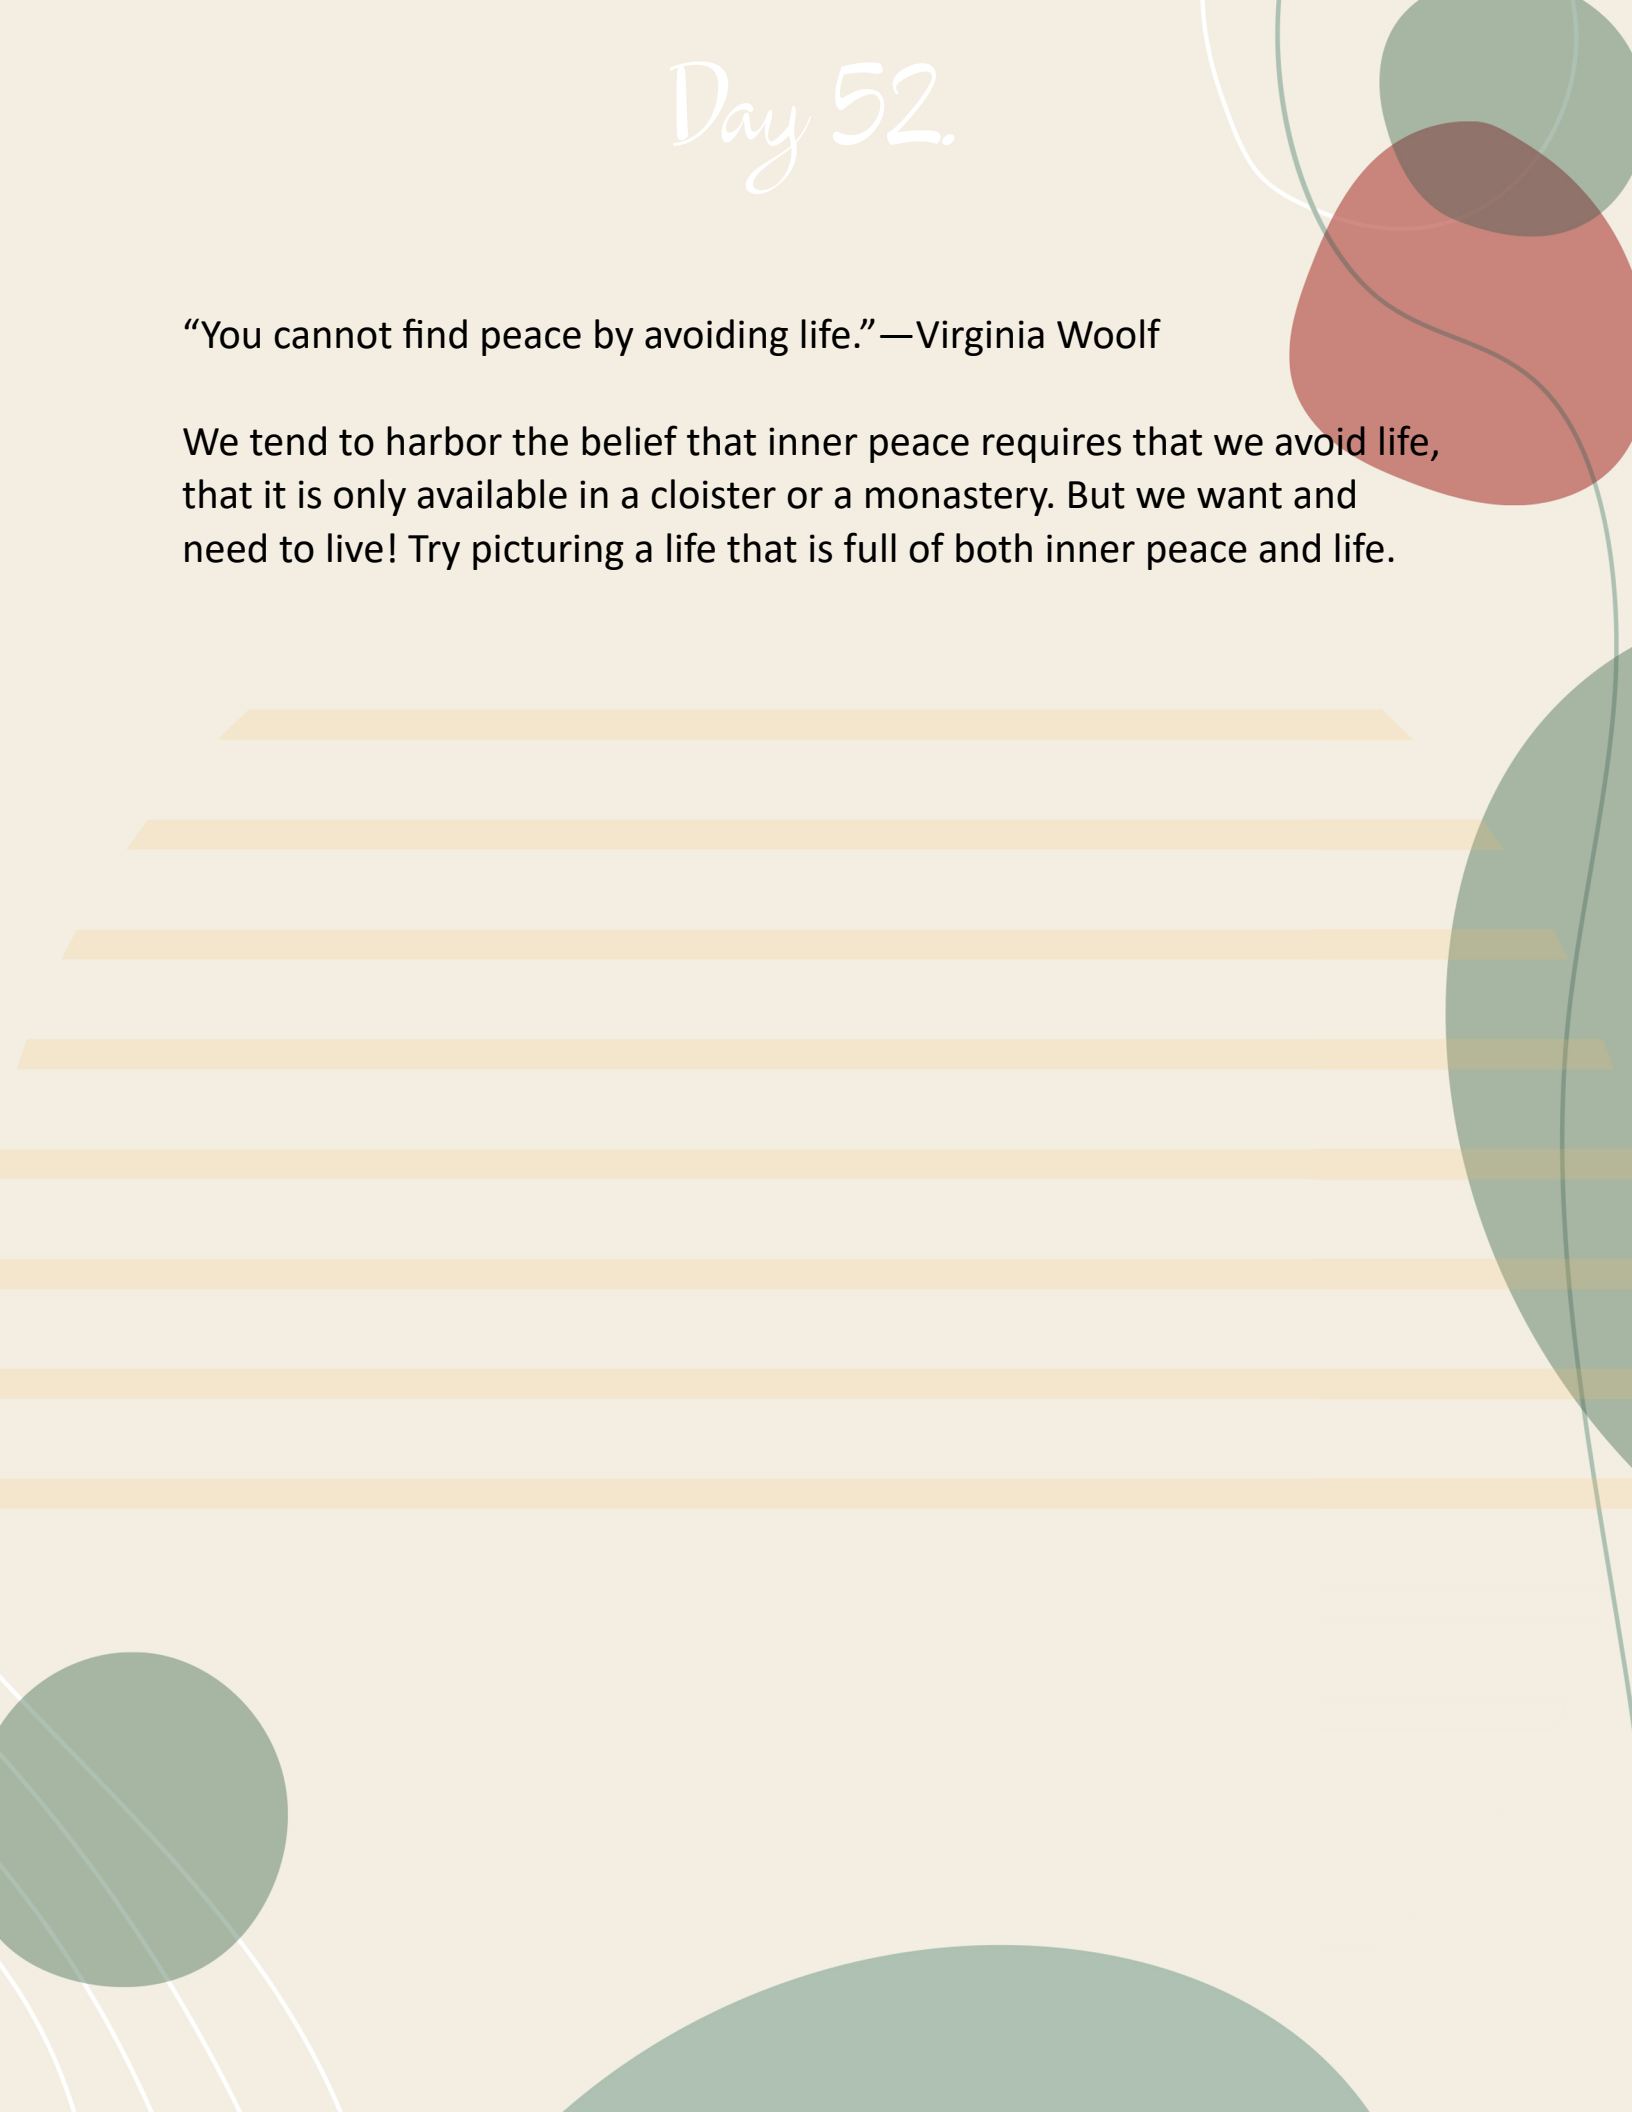 Day 52.
“You cannot find peace by avoiding life.”—Virginia Woolf
We tend to harbor the belief that inner peace requires that we avoid life,
that it is only available in a cloister or a monastery. But we want and
need to live! Try picturing a life that is full of both inner peace and life.